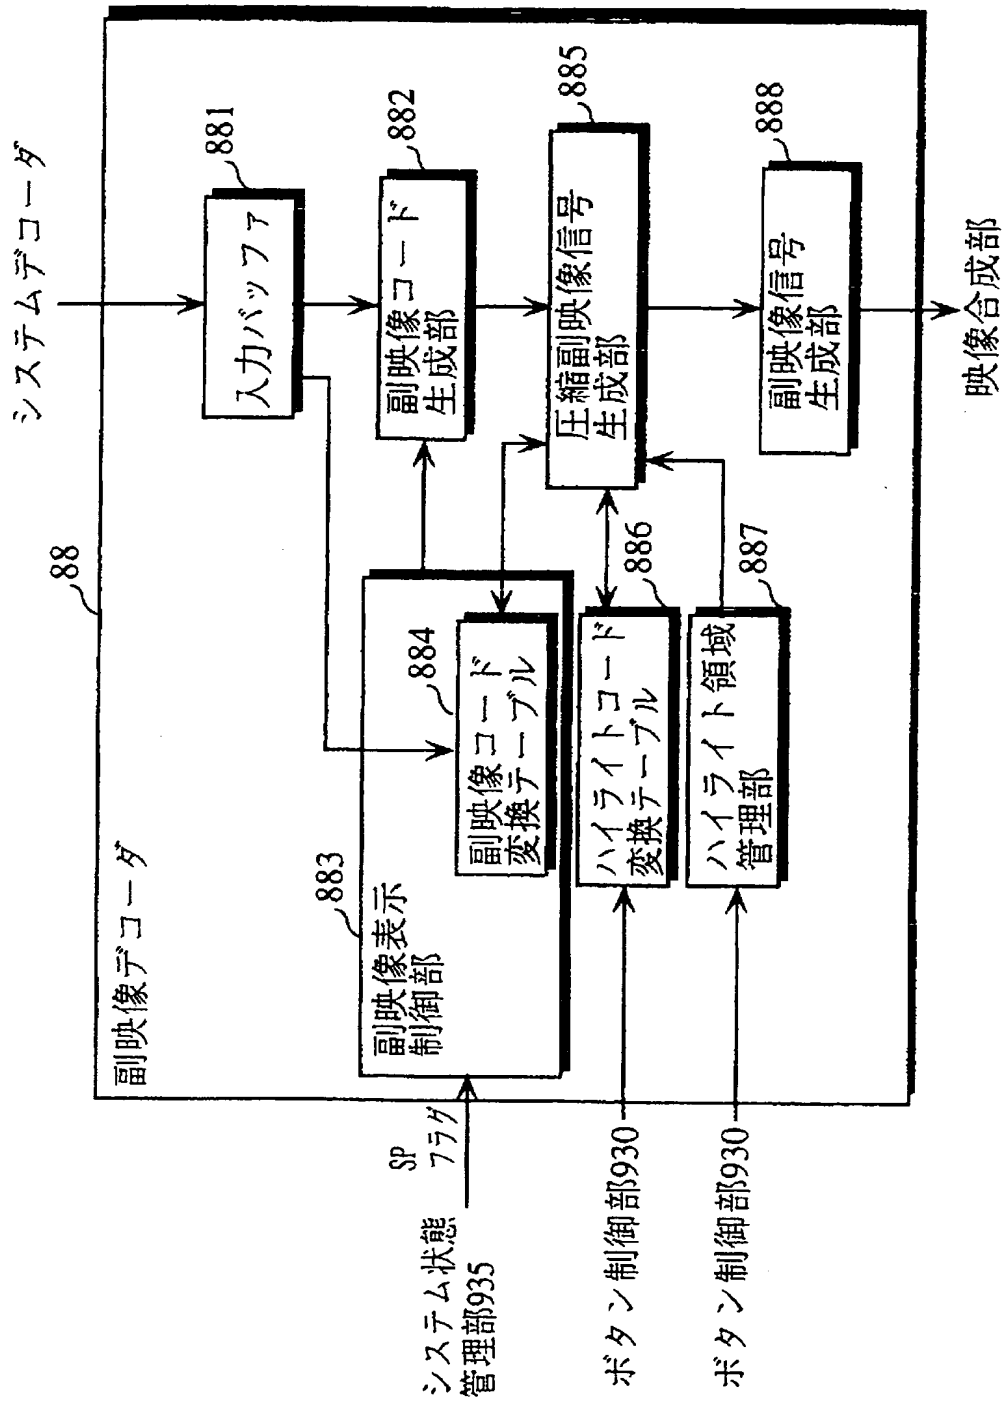 システムデコーダ
88
副映像デコーダ
881
入力バッファ
882
副映像コード
生成部
883
副映像表示
制御部
884
副映像コード
変換テーブル
885
圧縮副映像信号
生成部
886
ハイライトコード
変換テーブル
887
ハイライト領域
管理部
888
副映像信号
生成部
映像合成部
SP
フラグ
システム状態
管理部935
ボタン制御部930
ボタン制御部930